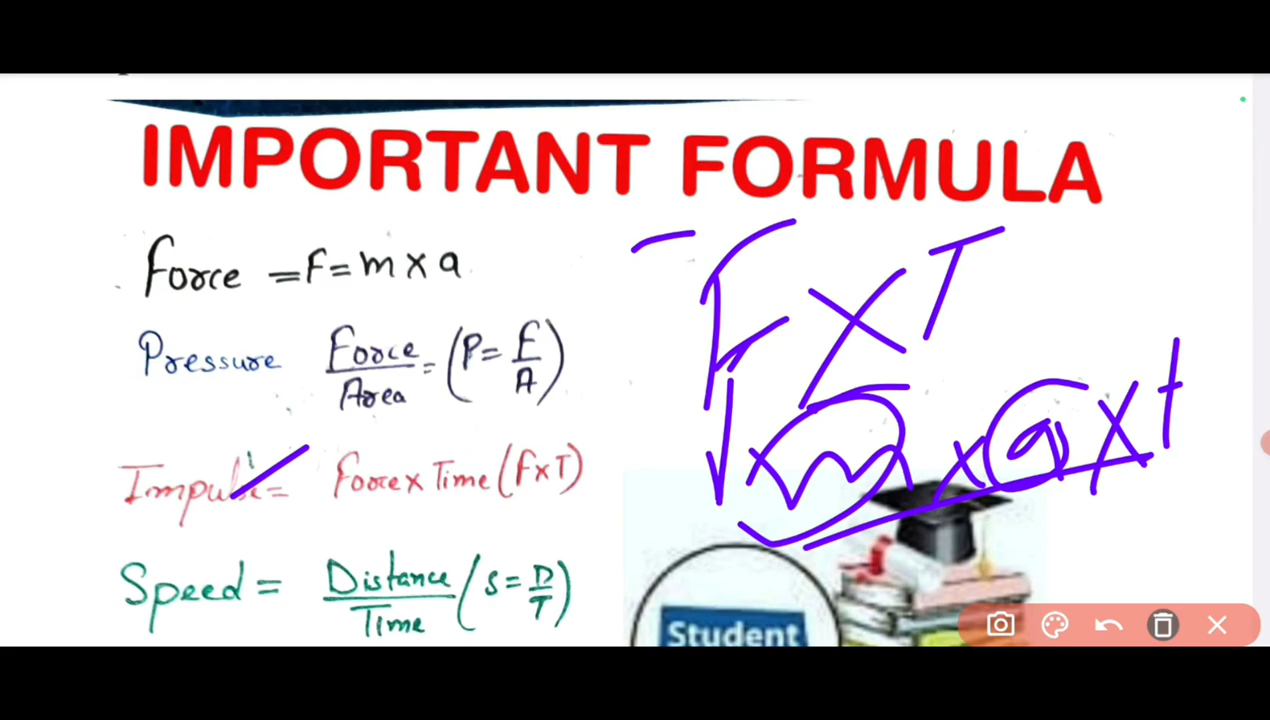 IMPORTANT FORMULA
Force = F = m x a
Pressure Force / Area = (P = F / A)
Impulse = Force x Time (F x T)
Speed = Distance / Time (S = D / T)
F X T
m x a x t
Student